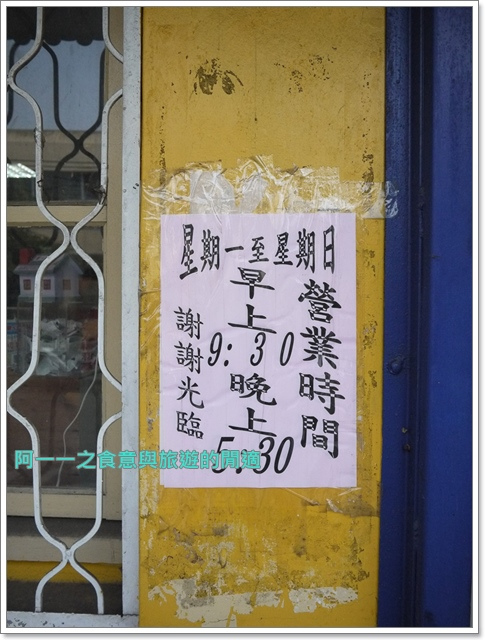 星期一至星期日
營業時間
早上
9:30
晚上
5:30
謝謝光臨
阿一一之食意與旅遊的閒適